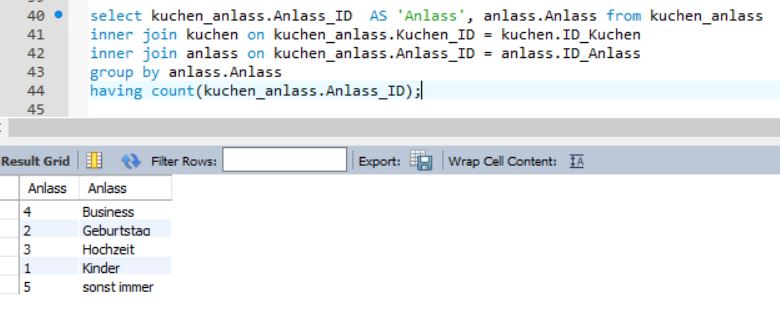 40 select kuchen_anlass.Anlass_ID  AS 'Anlass', anlass.Anlass from kuchen_anlass
41 inner join kuchen on kuchen_anlass.Kuchen_ID = kuchen.ID_Kuchen
42 inner join anlass on kuchen_anlass.Anlass_ID = anlass.ID_Anlass
43 group by anlass.Anlass
44 having count(kuchen_anlass.Anlass_ID);
45
Result Grid Filter Rows: Export: Wrap Cell Content: IA
Anlass Anlass
4 Business
2 Geburtstag
3 Hochzeit
1 Kinder
5 sonst immer